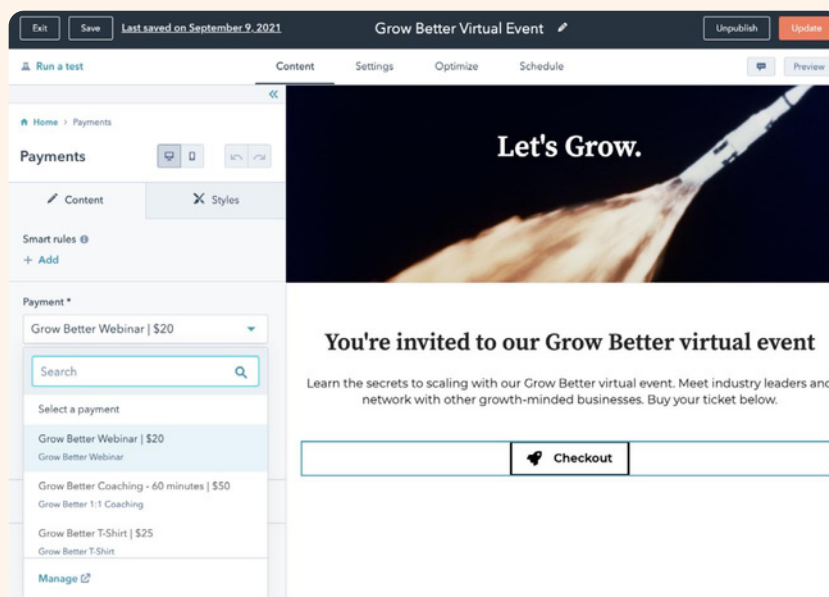 Exit Save Last saved on September 9, 2021 Grow Better Virtual Event Unpublish Update
Run a test Content Settings Optimize Schedule Preview
Home > Payments
Payments
Content Styles
Smart rules
+ Add
Payment *
Grow Better Webinar | $20
Search
Select a payment
Grow Better Webinar | $20
Grow Better Webinar
Grow Better Coaching - 60 minutes | $50
Grow Better 1:1 Coaching
Grow Better T-Shirt | $25
Grow Better T-Shirt
Manage
Let's Grow.
You're invited to our Grow Better virtual event
Learn the secrets to scaling with our Grow Better virtual event. Meet industry leaders and
network with other growth-minded businesses. Buy your ticket below.
Checkout